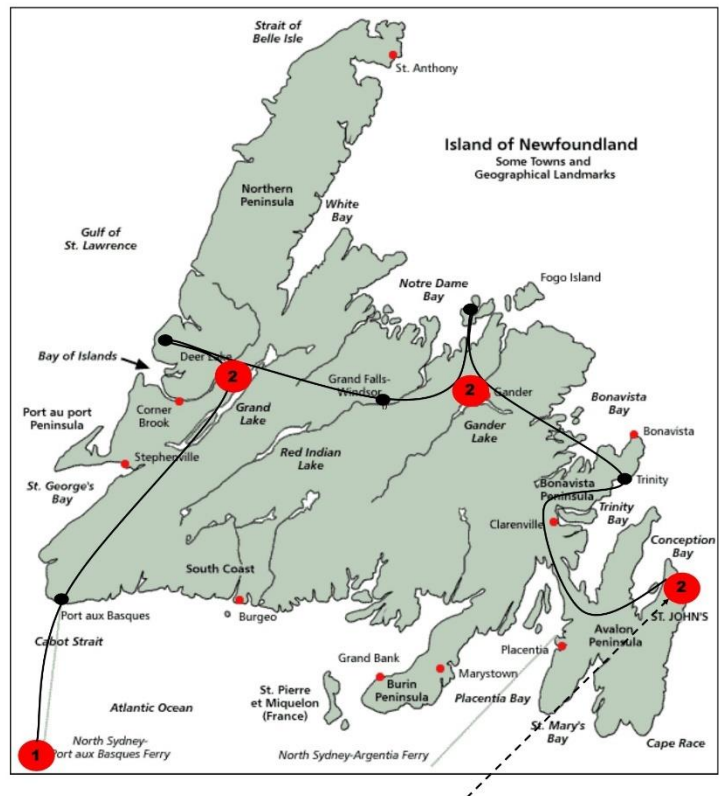 Strait of
Belle Isle
St. Anthony
Island of Newfoundland
Some Towns and
Geographical Landmarks
Northern
Peninsula
White
Bay
Gulf of
St. Lawrence
Notre Dame
Bay
Fogo Island
Bay of Islands
Deer Lake
2
Grand Falls-
Windsor
2
Gander
Corner
Brook
Grand
Lake
Port au port
Peninsula
Gander
Lake
Bonavista
Bay
Bonavista
Stephenville
Red Indian
Lake
St. George's
Bay
Trinity
Bonavista
Peninsula
Trinity
Bay
Clarenville
Conception
Bay
South Coast
2
Port aux Basques
Burgeo
ST. JOHN'S
Cabot Strait
Avalon
Peninsula
Placentia
Grand Bank
Marystown
Burin
Peninsula
St. Pierre
et Miquelon
(France)
Placentia Bay
Atlantic Ocean
St. Mary's
Bay
Cape Race
North Sydney-
Port aux Basques Ferry
1
North Sydney-Argentia Ferry